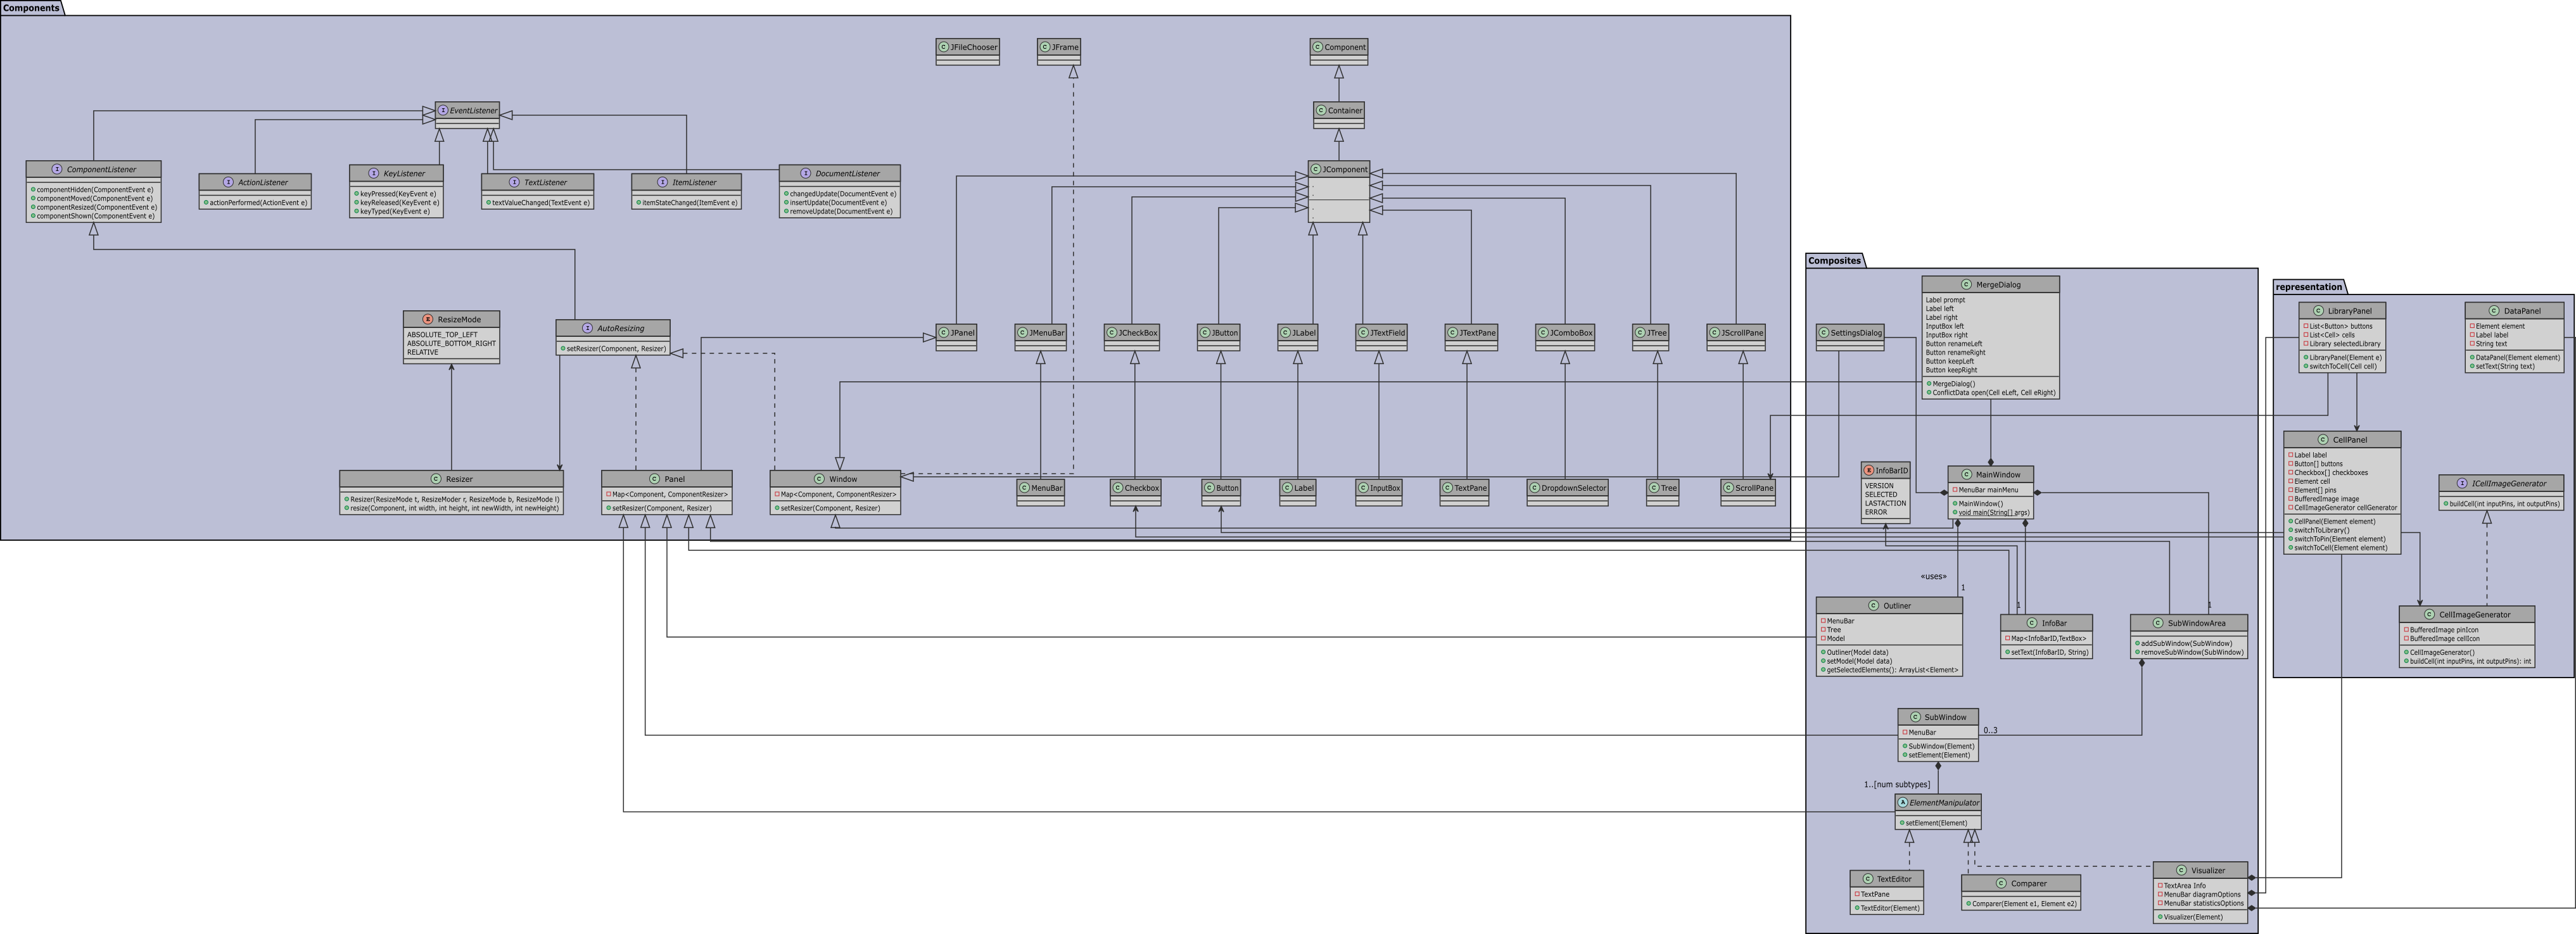 Components
C JFileChooser
C JFrame
C Component
I EventListener
C Container
I ComponentListener
componentHidden(ComponentEvent e)
componentMoved(ComponentEvent e)
componentResized(ComponentEvent e)
componentShown(ComponentEvent e)
I ActionListener
actionPerformed(ActionEvent e)
I KeyListener
keyPressed(KeyEvent e)
keyReleased(KeyEvent e)
keyTyped(KeyEvent e)
I TextListener
textValueChanged(TextEvent e)
I ItemListener
itemStateChanged(ItemEvent e)
I DocumentListener
changedUpdate(DocumentEvent e)
insertUpdate(DocumentEvent e)
removeUpdate(DocumentEvent e)
C JComponent
.
.
.
.
E ResizeMode
ABSOLUTE_TOP_LEFT
ABSOLUTE_BOTTOM_RIGHT
RELATIVE
I AutoResizing
setResizer(Component, Resizer)
C JPanel
C JMenuBar
C JCheckBox
C JButton
C JLabel
C JTextField
C JTextPane
C JComboBox
C JTree
C JScrollPane
C Resizer
Resizer(ResizeMode t, ResizeModer r, ResizeMode b, ResizeMode l)
resize(Component, int width, int height, int newWidth, int newHeight)
C Panel
Map<Component, ComponentResizer>
setResizer(Component, Resizer)
C Window
Map<Component, ComponentResizer>
setResizer(Component, Resizer)
C MenuBar
C Checkbox
C Button
C Label
C InputBox
C TextPane
C DropdownSelector
C Tree
C ScrollPane
Composites
C SettingsDialog
C MergeDialog
Label prompt
Label left
Label right
InputBox left
InputBox right
Button renameLeft
Button renameRight
Button keepLeft
Button keepRight
MergeDialog()
ConflictData open(Cell eLeft, Cell eRight)
E InfoBarID
VERSION
SELECTED
LASTACTION
ERROR
C MainWindow
MenuBar mainMenu
MainWindow()
void main(String[] args)
«uses»
1
1
1
C Outliner
MenuBar
Tree
Model
Outliner(Model data)
setModel(Model data)
getSelectedElements(): ArrayList<Element>
C InfoBar
Map<InfoBarID,TextBox>
setText(InfoBarID, String)
C SubWindowArea
addSubWindow(SubWindow)
removeSubWindow(SubWindow)
C SubWindow
MenuBar
SubWindow(Element)
setElement(Element)
0..3
1..[num subtypes]
A ElementManipulator
setElement(Element)
C TextEditor
TextPane
TextEditor(Element)
C Comparer
Comparer(Element e1, Element e2)
C Visualizer
TextArea Info
MenuBar diagramOptions
MenuBar statisticsOptions
Visualizer(Element)
representation
C LibraryPanel
List<Button> buttons
List<Cell> cells
Library selectedLibrary
LibraryPanel(Element e)
switchToCell(Cell cell)
C DataPanel
Element element
Label label
String text
DataPanel(Element element)
setText(String text)
C CellPanel
Label label
Button[] buttons
Checkbox[] checkboxes
Element cell
Element[] pins
BufferedImage image
CellImageGenerator cellGenerator
CellPanel(Element element)
switchToLibrary()
switchToPin(Element element)
switchToCell(Element element)
I ICellImageGenerator
buildCell(int inputPins, int outputPins)
C CellImageGenerator
BufferedImage pinIcon
BufferedImage cellIcon
CellImageGenerator()
buildCell(int inputPins, int outputPins): int